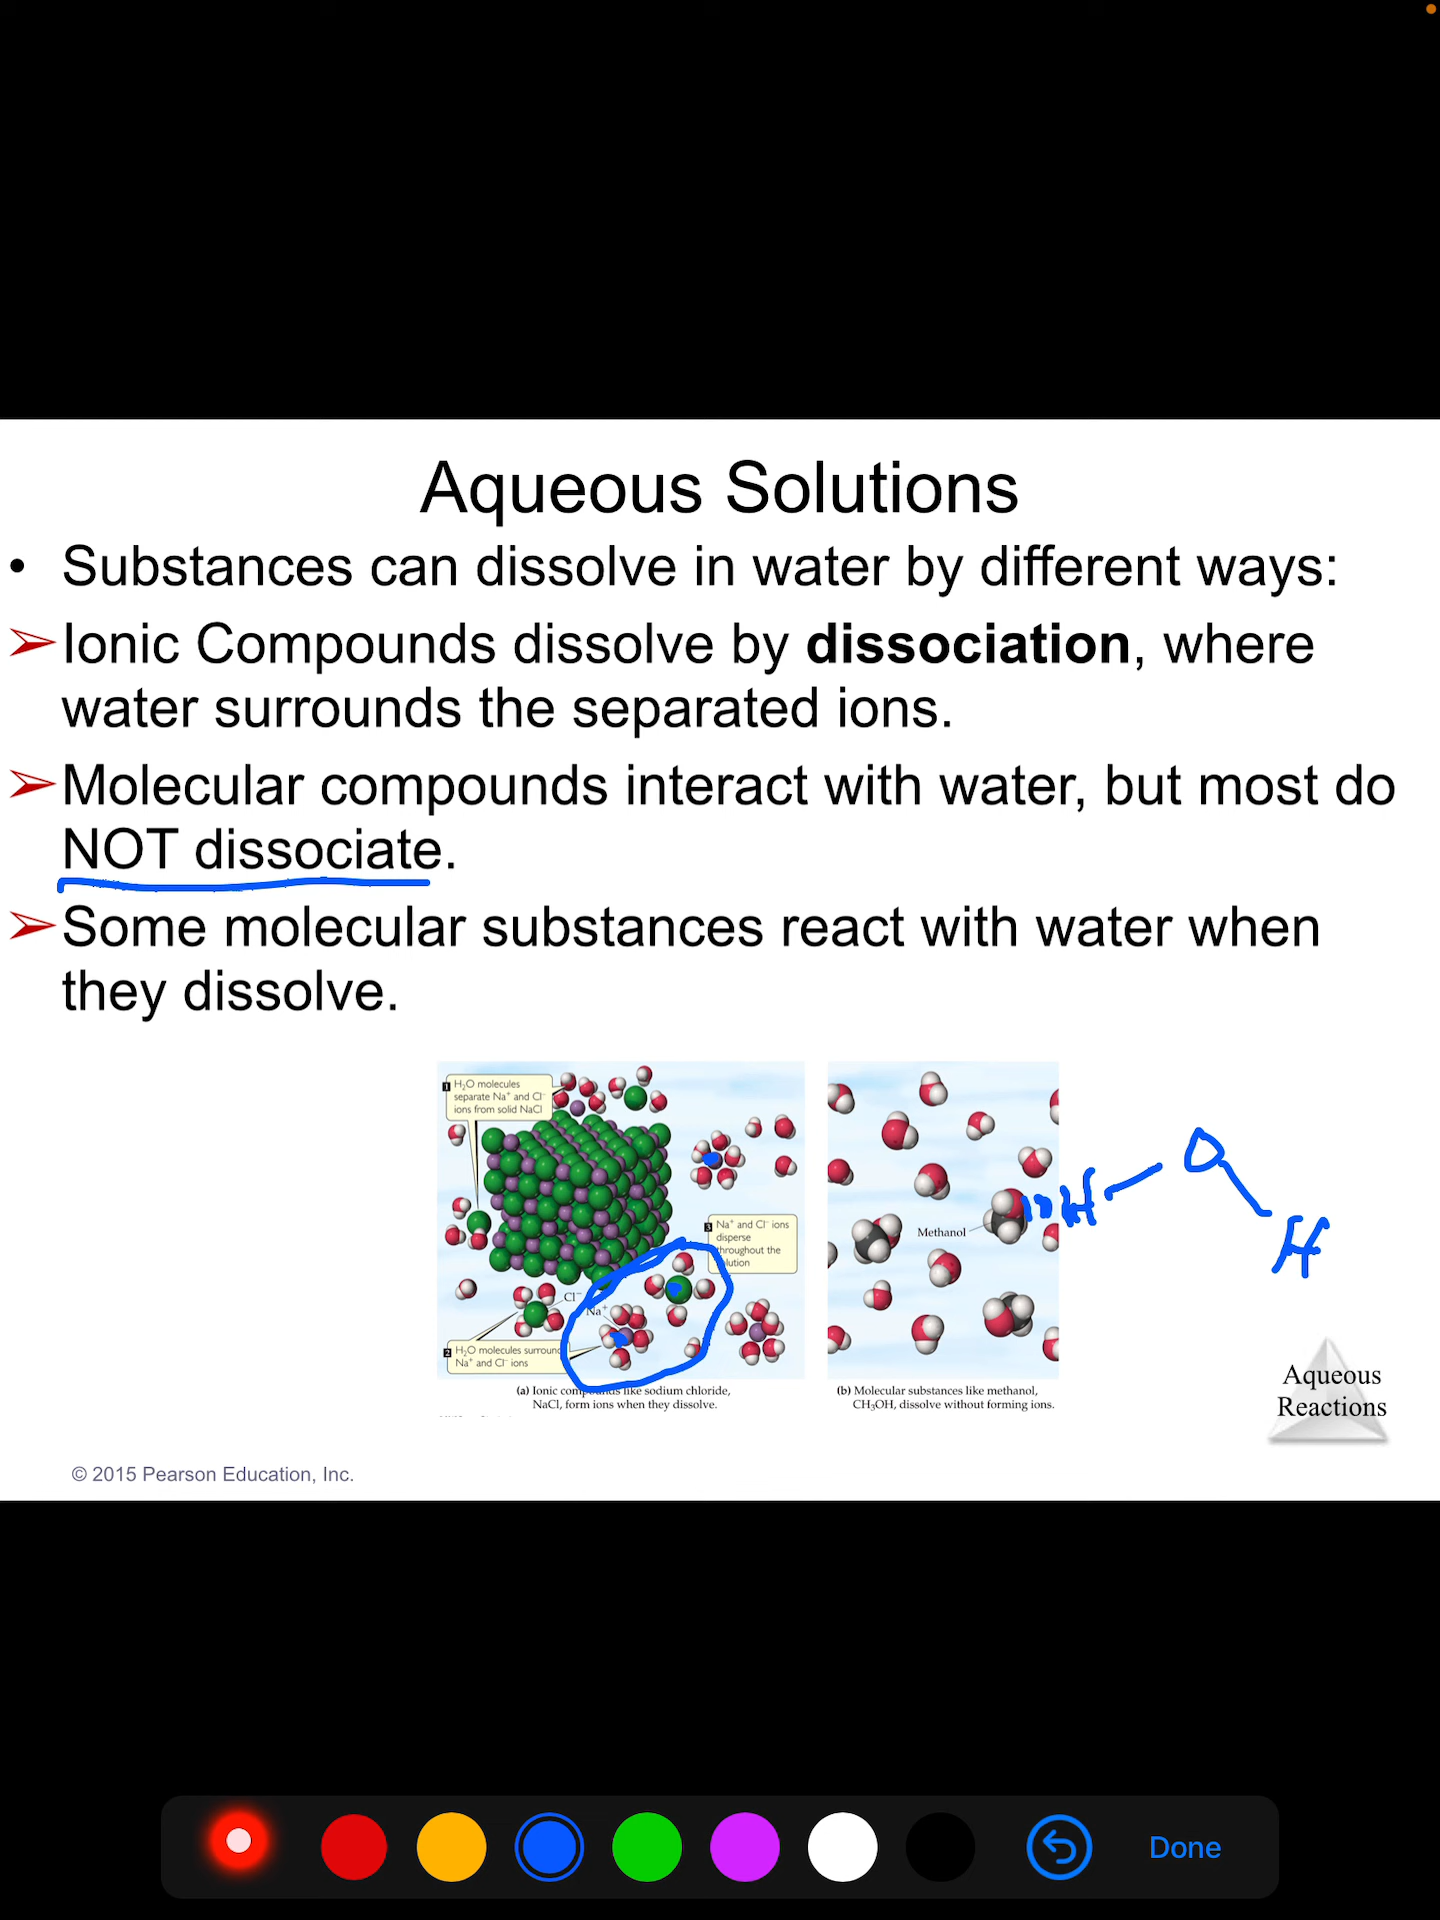 Aqueous Solutions
• Substances can dissolve in water by different ways:
➢Ionic Compounds dissolve by dissociation, where
water surrounds the separated ions.
➢Molecular compounds interact with water, but most do
NOT dissociate.
➢Some molecular substances react with water when
they dissolve.
1 H₂O molecules
separate Na⁺ and Cl⁻
ions from solid NaCl
3 Na⁺ and Cl⁻ ions
disperse
throughout the
Cl⁻
Na⁺
2 H₂O molecules surround
Na⁺ and Cl⁻ ions
(a) Ionic compounds like sodium chloride,
NaCl, form ions when they dissolve.
Methanol
(b) Molecular substances like methanol,
CH₃OH, dissolve without forming ions.
H O
H
Aqueous
Reactions
© 2015 Pearson Education, Inc.
Done